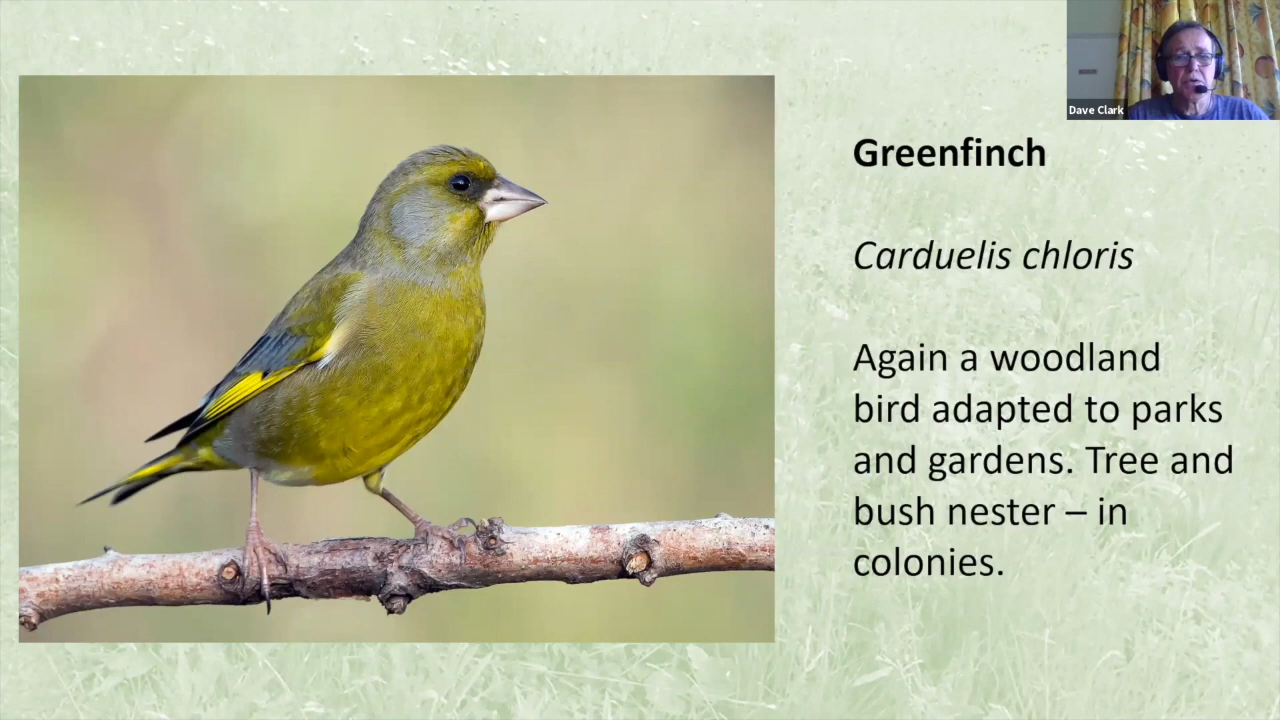 Dave Clark
Greenfinch
Carduelis chloris
Again a woodland
bird adapted to parks
and gardens. Tree and
bush nester – in
colonies.